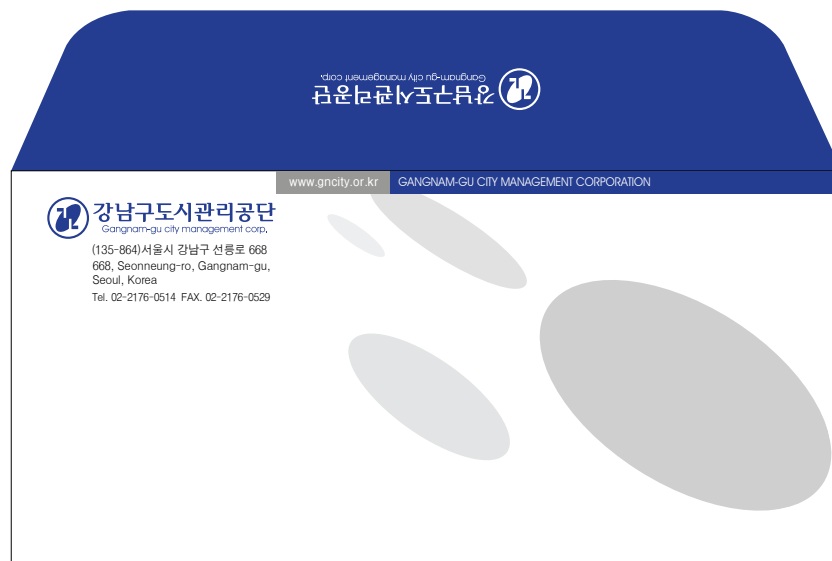 강남구도시관리공단
Gangnam-gu city management corp.
www.gncity.or.kr GANGNAM-GU CITY MANAGEMENT CORPORATION
강남구도시관리공단
Gangnam-gu city management corp.
(135-864)서울시 강남구 선릉로 668
668, Seonneung-ro, Gangnam-gu,
Seoul, Korea
Tel. 02-2176-0514 FAX. 02-2176-0529